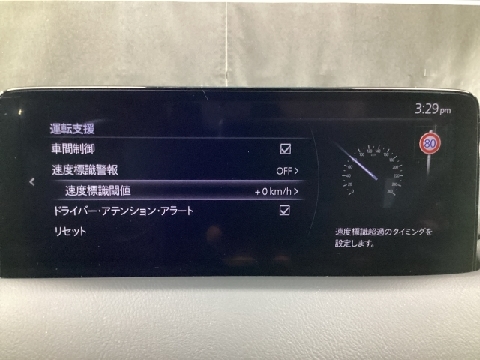 3:29 pm
運転支援
車間制御
速度標識警報 OFF>
速度標識閾値 +0 km/h>
ドライバー・アテンション・アラート
リセット
80
速度標識超過のタイミングを
設定します。